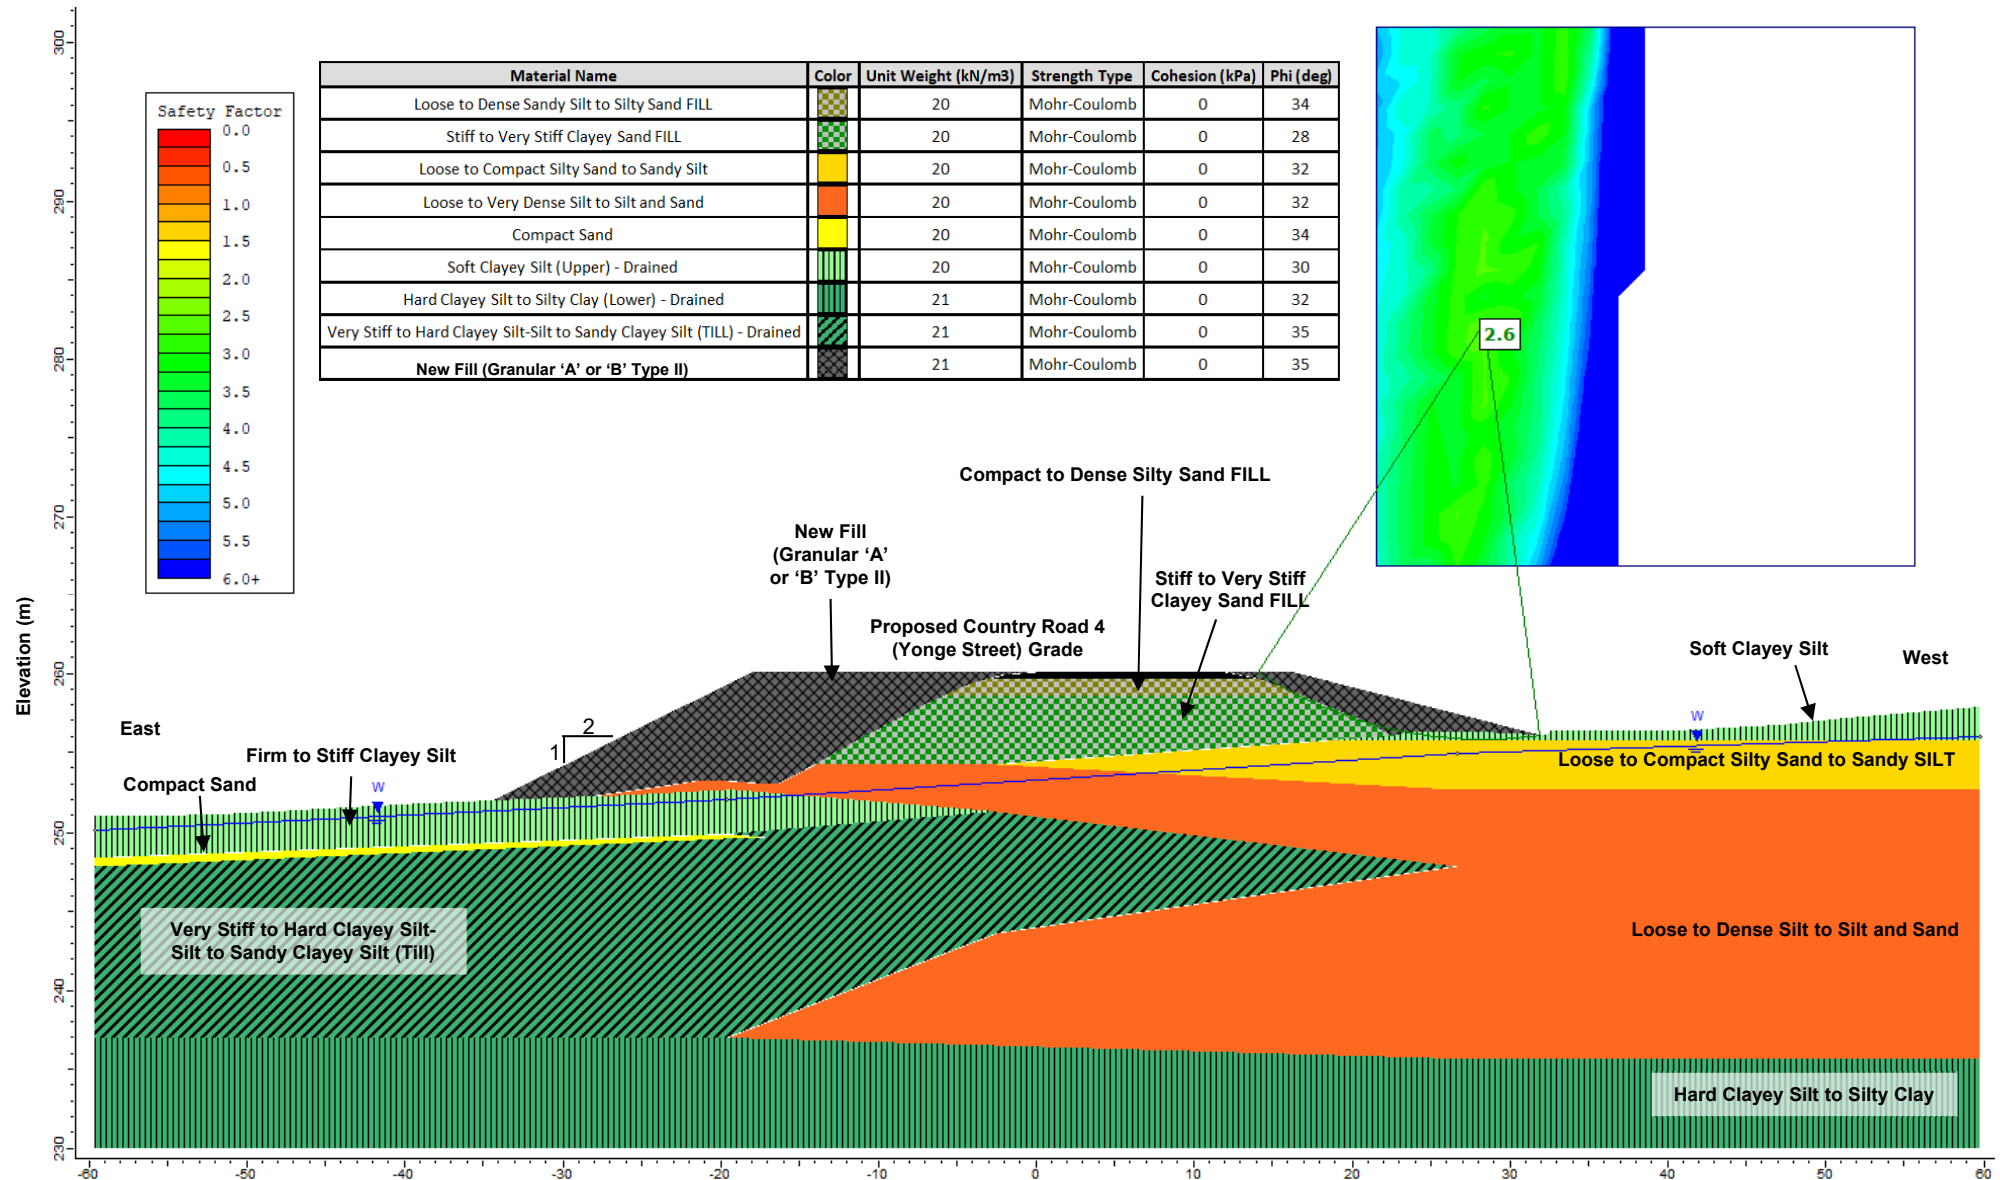 Safety Factor
0.0
0.5
1.0
1.5
2.0
2.5
3.0
3.5
4.0
4.5
5.0
5.5
6.0+
Material Name Color Unit Weight (kN/m3) Strength Type Cohesion (kPa) Phi (deg)
Loose to Dense Sandy Silt to Silty Sand FILL 20 Mohr-Coulomb 0 34
Stiff to Very Stiff Clayey Sand FILL 20 Mohr-Coulomb 0 28
Loose to Compact Silty Sand to Sandy Silt 20 Mohr-Coulomb 0 32
Loose to Very Dense Silt to Silt and Sand 20 Mohr-Coulomb 0 32
Compact Sand 20 Mohr-Coulomb 0 34
Soft Clayey Silt (Upper) - Drained 20 Mohr-Coulomb 0 30
Hard Clayey Silt to Silty Clay (Lower) - Drained 21 Mohr-Coulomb 0 32
Very Stiff to Hard Clayey Silt-Silt to Sandy Clayey Silt (TILL) - Drained 21 Mohr-Coulomb 0 35
New Fill (Granular ‘A’ or ‘B’ Type II) 21 Mohr-Coulomb 0 35
2.6
Compact to Dense Silty Sand FILL
New Fill
(Granular ‘A’
or ‘B’ Type II)
Stiff to Very Stiff
Clayey Sand FILL
Proposed Country Road 4
(Yonge Street) Grade
Soft Clayey Silt
West
East
2
1
Firm to Stiff Clayey Silt
Compact Sand
W
W
Loose to Compact Silty Sand to Sandy SILT
Very Stiff to Hard Clayey Silt-
Silt to Sandy Clayey Silt (Till)
Loose to Dense Silt to Silt and Sand
Hard Clayey Silt to Silty Clay
Elevation (m)
300
290
280
270
260
250
240
230
-60 -50 -40 -30 -20 -10 0 10 20 30 40 50 60